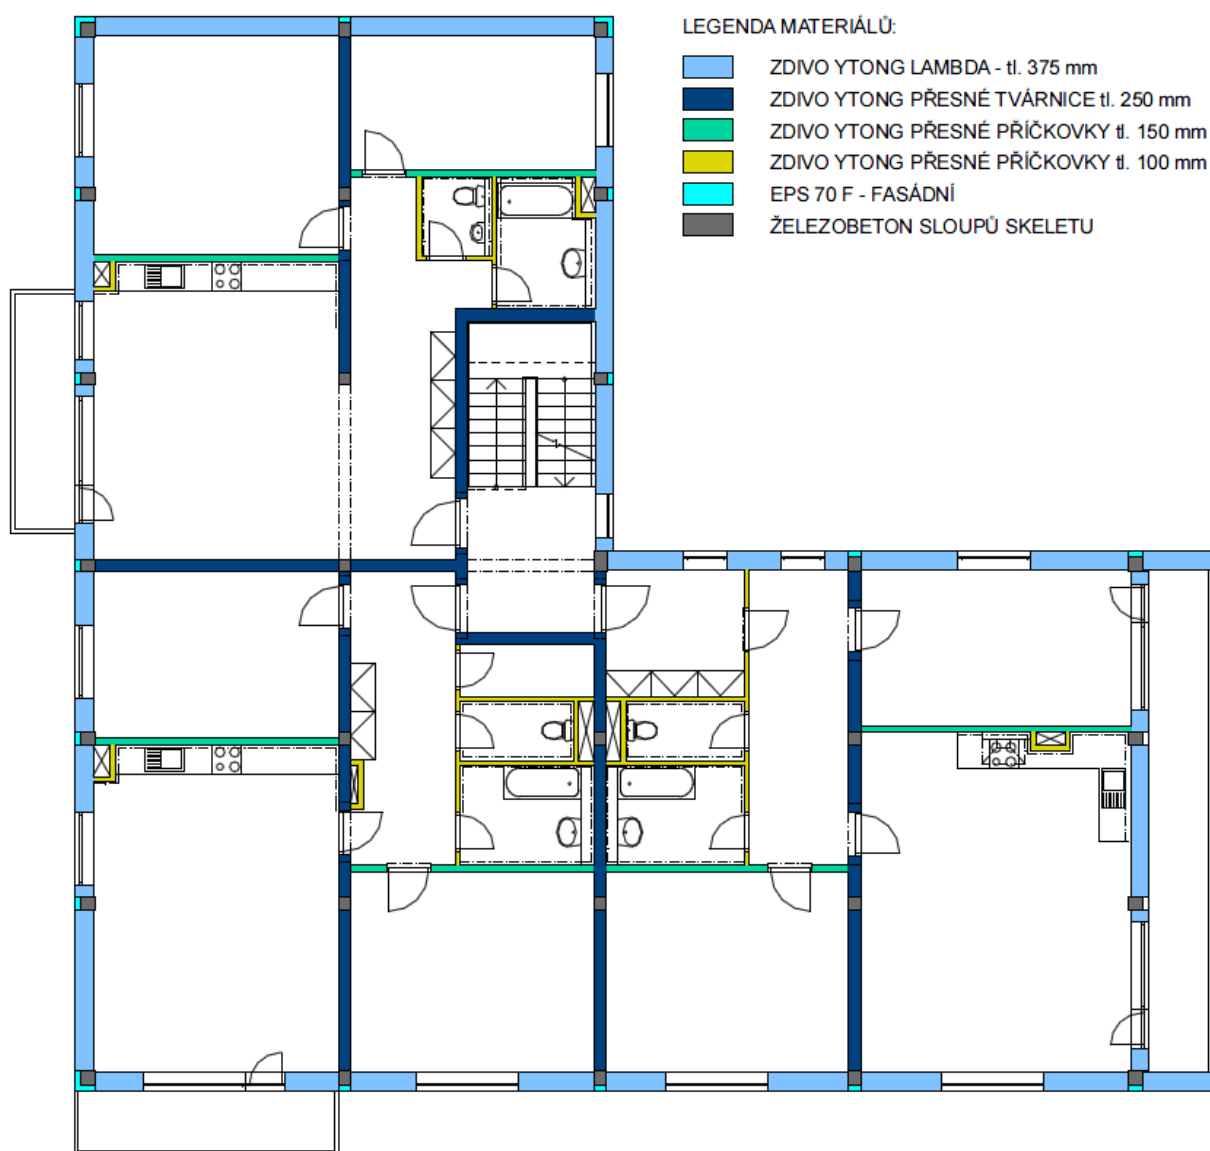 LEGENDA MATERIÁLŮ:
ZDIVO YTONG LAMBDA - tl. 375 mm
ZDIVO YTONG PŘESNÉ TVÁRNICE tl. 250 mm
ZDIVO YTONG PŘESNÉ PŘÍČKOVKY tl. 150 mm
ZDIVO YTONG PŘESNÉ PŘÍČKOVKY tl. 100 mm
EPS 70 F - FASÁDNÍ
ŽELEZOBETON SLOUPŮ SKELETU